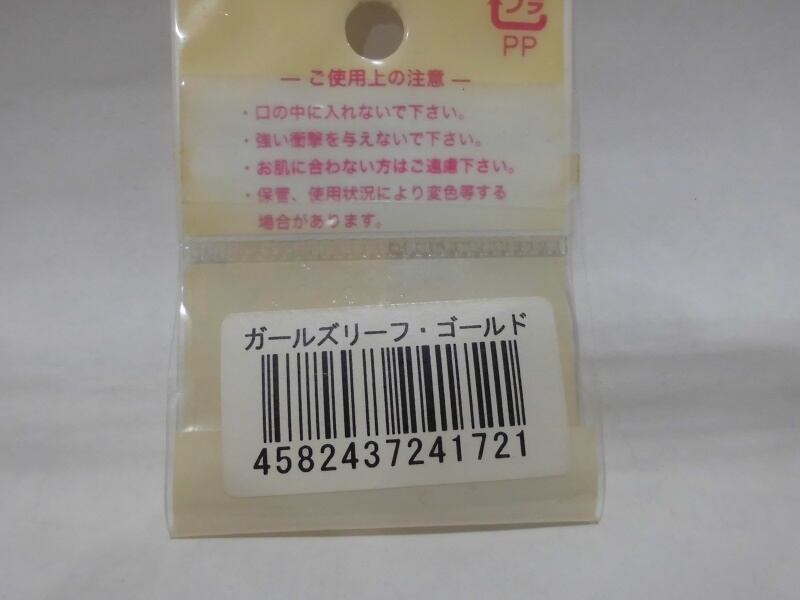 プラ
PP
― ご使用上の注意 ―
・口の中に入れないで下さい。
・強い衝撃を与えないで下さい。
・お肌に合わない方はご遠慮下さい。
・保管、使用状況により変色等する
場合があります。
ガールズリーフ・ゴールド
4582437241721